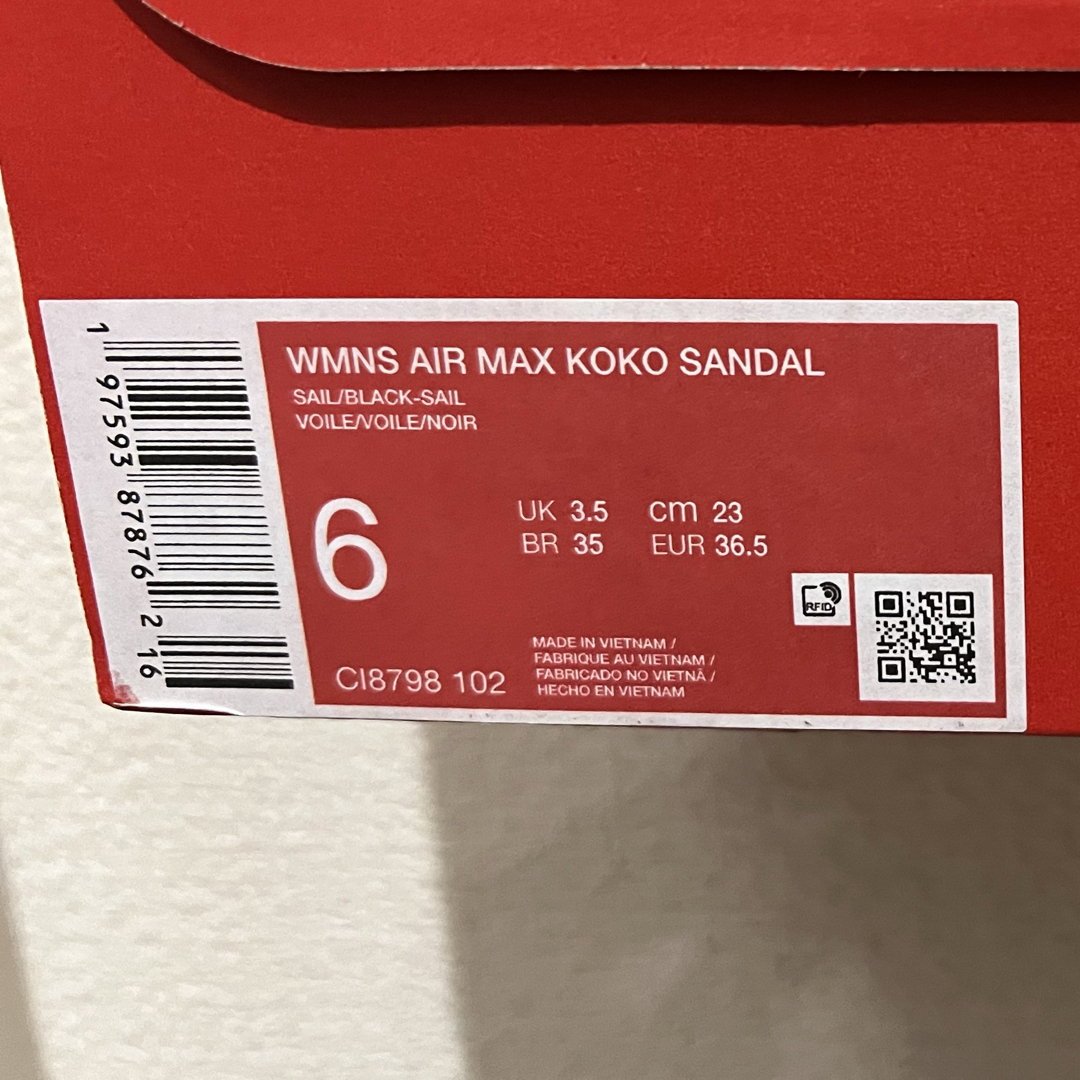 WMNS AIR MAX KOKO SANDAL
SAIL/BLACK-SAIL
VOILE/VOILE/NOIR
6
UK 3.5 cm 23
BR 35 EUR 36.5
RFID
CI8798 102
MADE IN VIETNAM /
FABRIQUE AU VIETNAM /
FABRICADO NO VIETNÃ /
HECHO EN VIETNAM
1 97593 87876 2 16